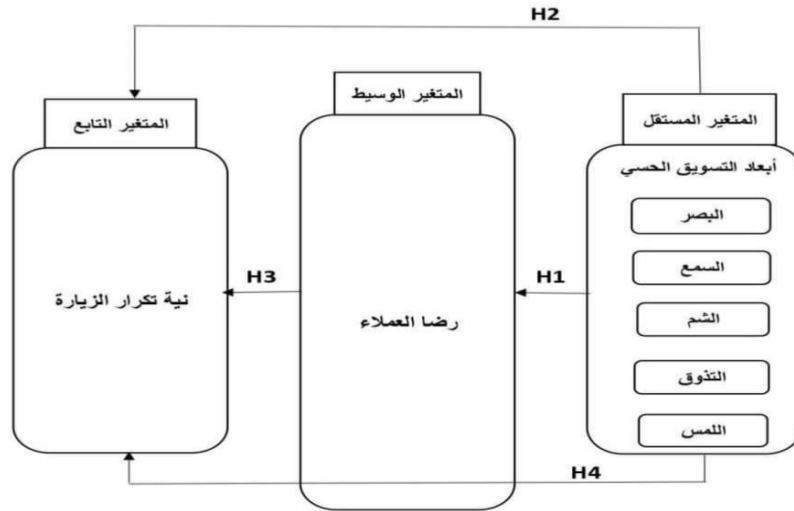 H2
المتغير المستقل
المتغير الوسيط
المتغير التابع
أبعاد التسويق الحسي
البصر
السمع
الشم
التذوق
اللمس
H1
رضا العملاء
H3
نية تكرار الزيارة
H4